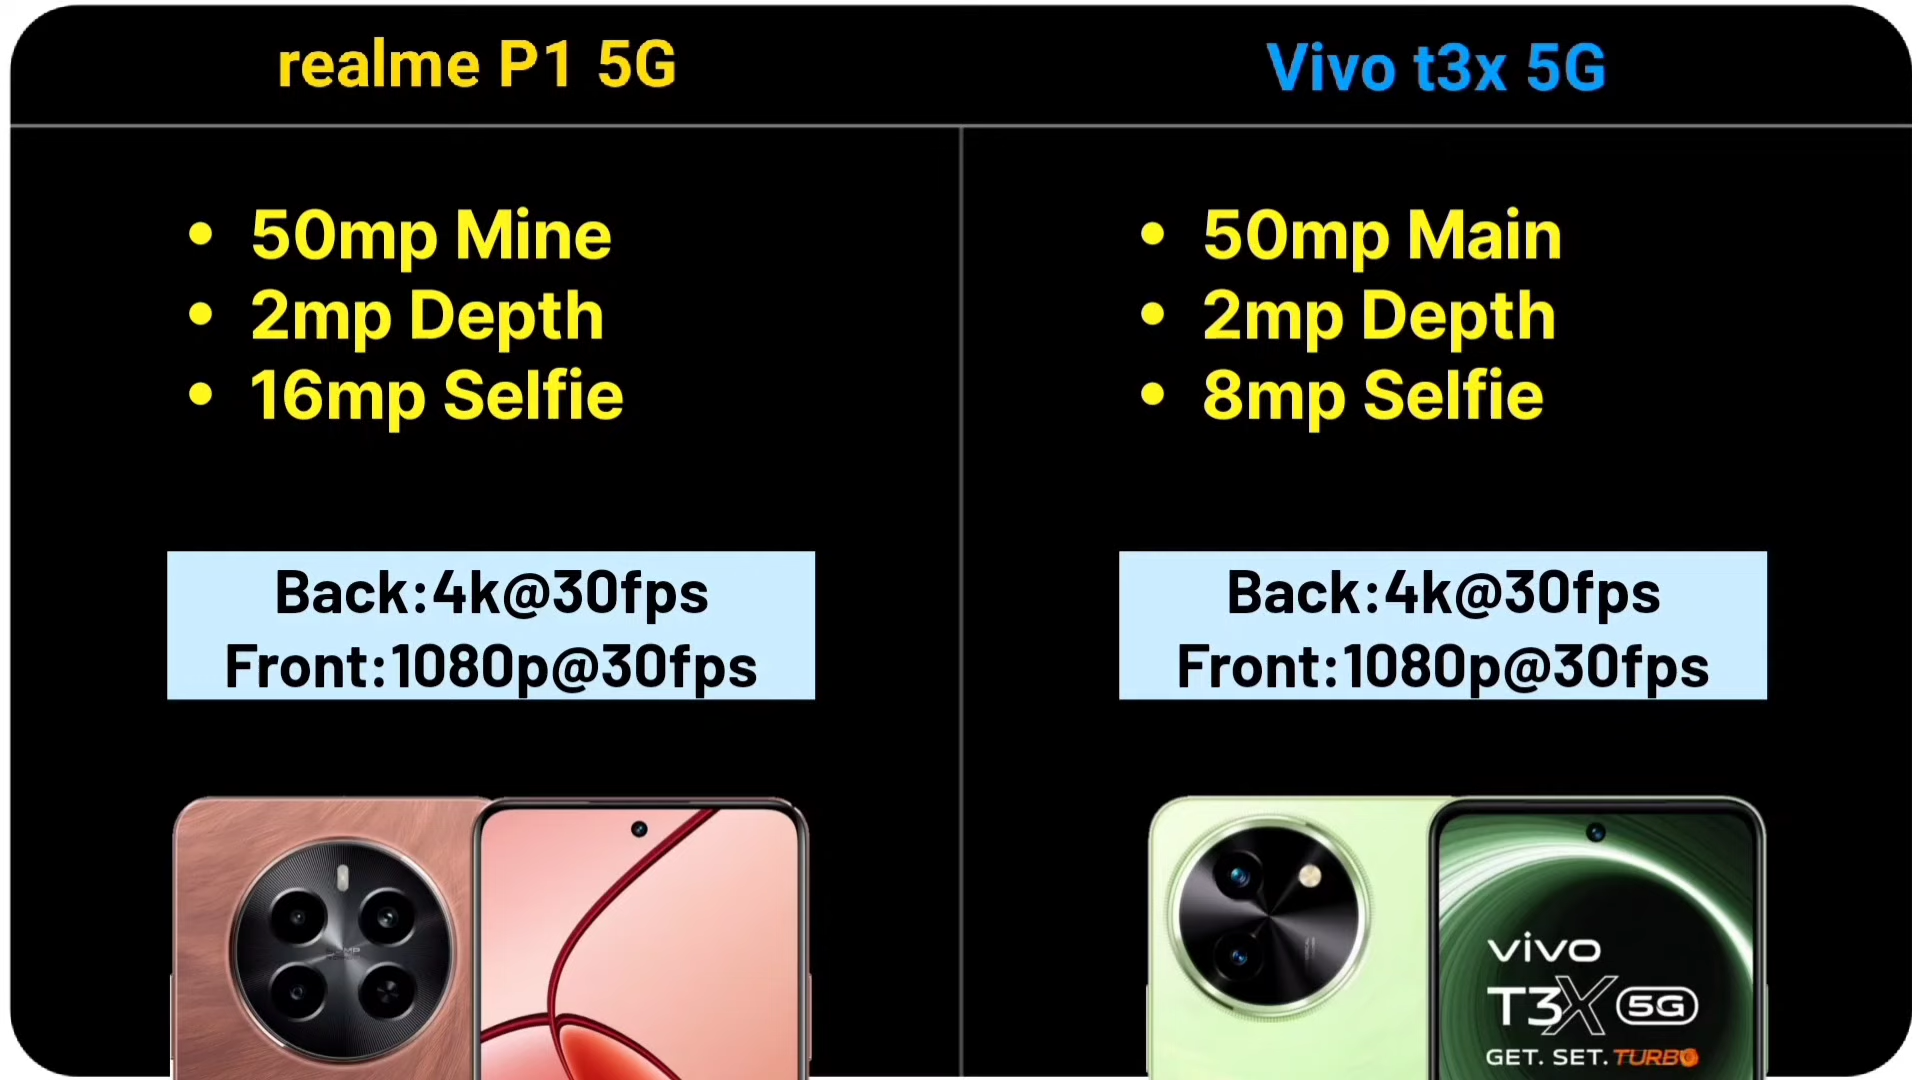 realme P1 5G
Vivo t3x 5G
• 50mp Mine
• 2mp Depth
• 16mp Selfie
• 50mp Main
• 2mp Depth
• 8mp Selfie
Back:4k@30fps
Front:1080p@30fps
Back:4k@30fps
Front:1080p@30fps
vivo
T3X 5G
GET. SET. TURBO